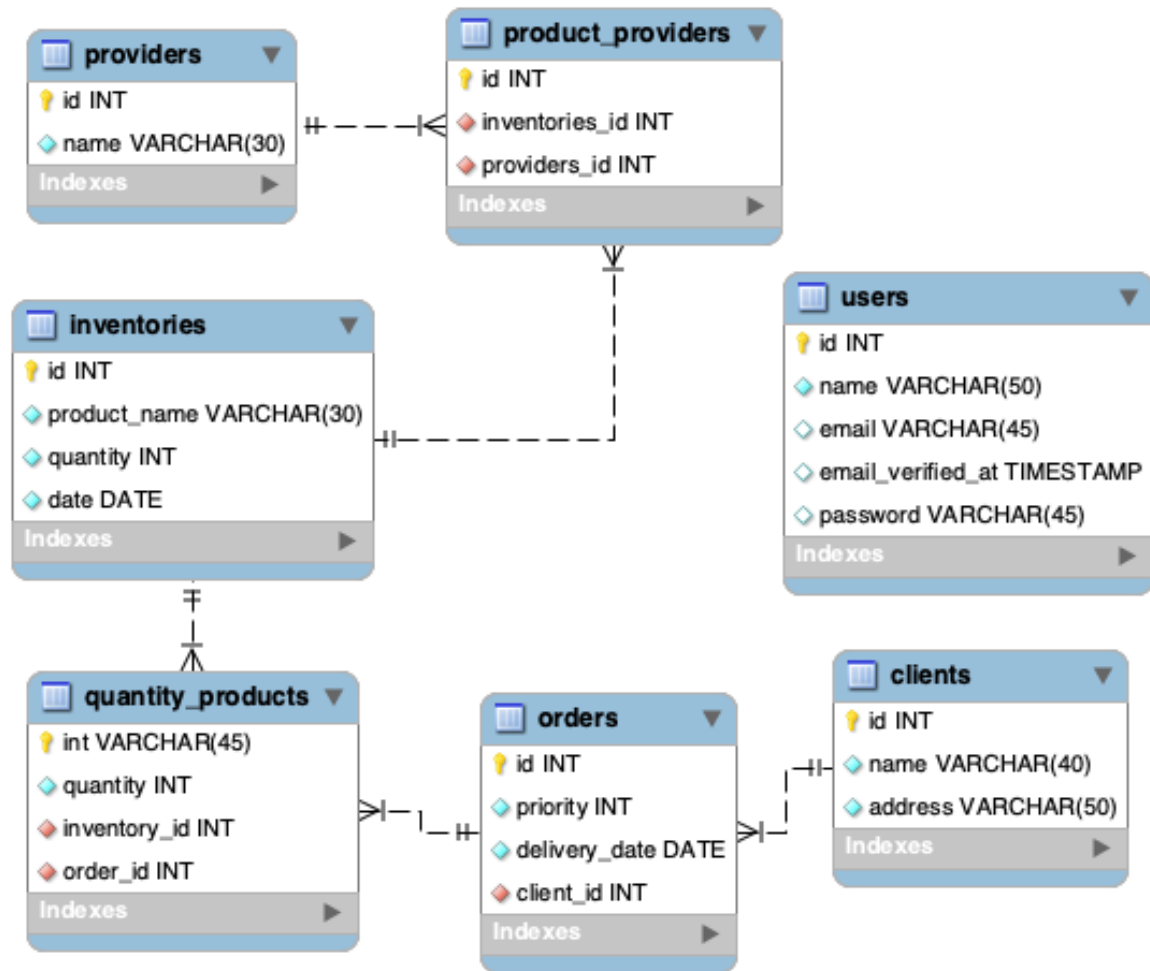 providers
id INT
name VARCHAR(30)
Indexes
product_providers
id INT
inventories_id INT
providers_id INT
Indexes
inventories
id INT
product_name VARCHAR(30)
quantity INT
date DATE
Indexes
users
id INT
name VARCHAR(50)
email VARCHAR(45)
email_verified_at TIMESTAMP
password VARCHAR(45)
Indexes
quantity_products
int VARCHAR(45)
quantity INT
inventory_id INT
order_id INT
Indexes
orders
id INT
priority INT
delivery_date DATE
client_id INT
Indexes
clients
id INT
name VARCHAR(40)
address VARCHAR(50)
Indexes